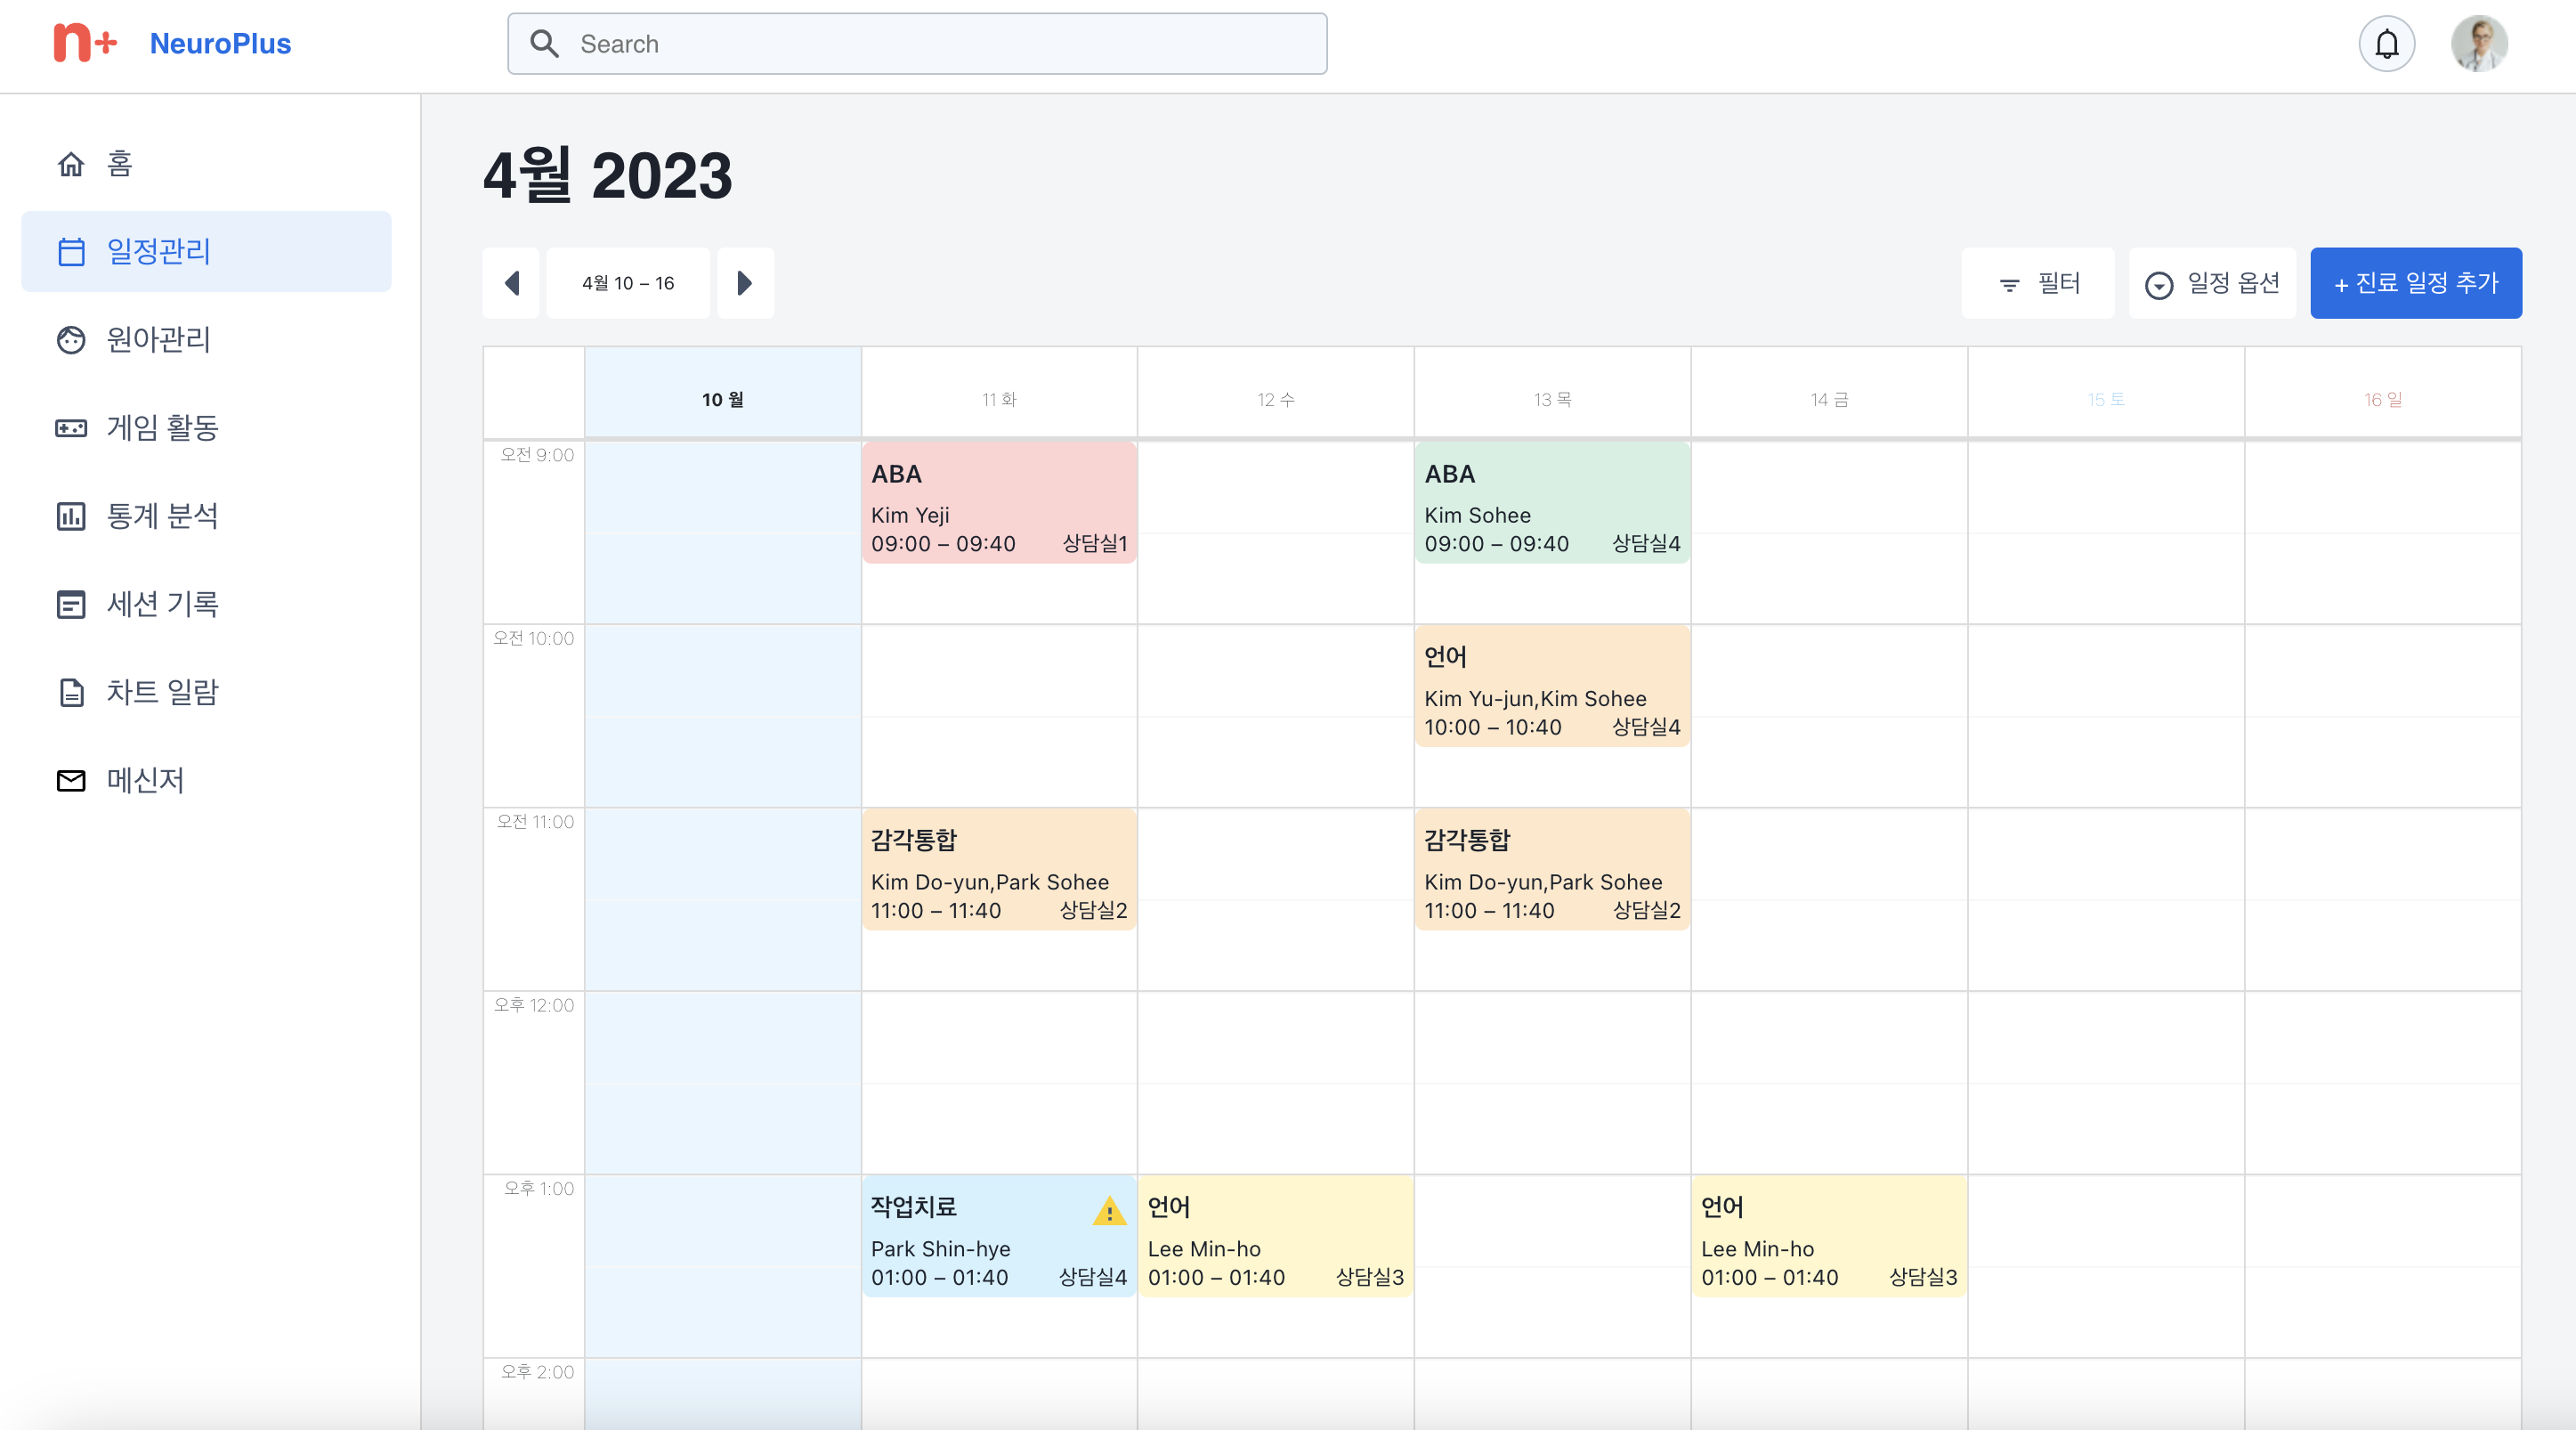 n+ NeuroPlus
Search
홈
일정관리
원아관리
게임 활동
통계 분석
세션 기록
차트 일람
메신저
4월 2023
4월 10 – 16
필터
일정 옵션
+ 진료 일정 추가
10 월
11 화
12 수
13 목
14 금
15 토
16 일
오전 9:00
ABA
Kim Yeji
09:00 – 09:40 상담실1
ABA
Kim Sohee
09:00 – 09:40 상담실4
오전 10:00
언어
Kim Yu-jun,Kim Sohee
10:00 – 10:40 상담실4
오전 11:00
감각통합
Kim Do-yun,Park Sohee
11:00 – 11:40 상담실2
감각통합
Kim Do-yun,Park Sohee
11:00 – 11:40 상담실2
오후 12:00
오후 1:00
작업치료
Park Shin-hye
01:00 – 01:40 상담실4
언어
Lee Min-ho
01:00 – 01:40 상담실3
언어
Lee Min-ho
01:00 – 01:40 상담실3
오후 2:00